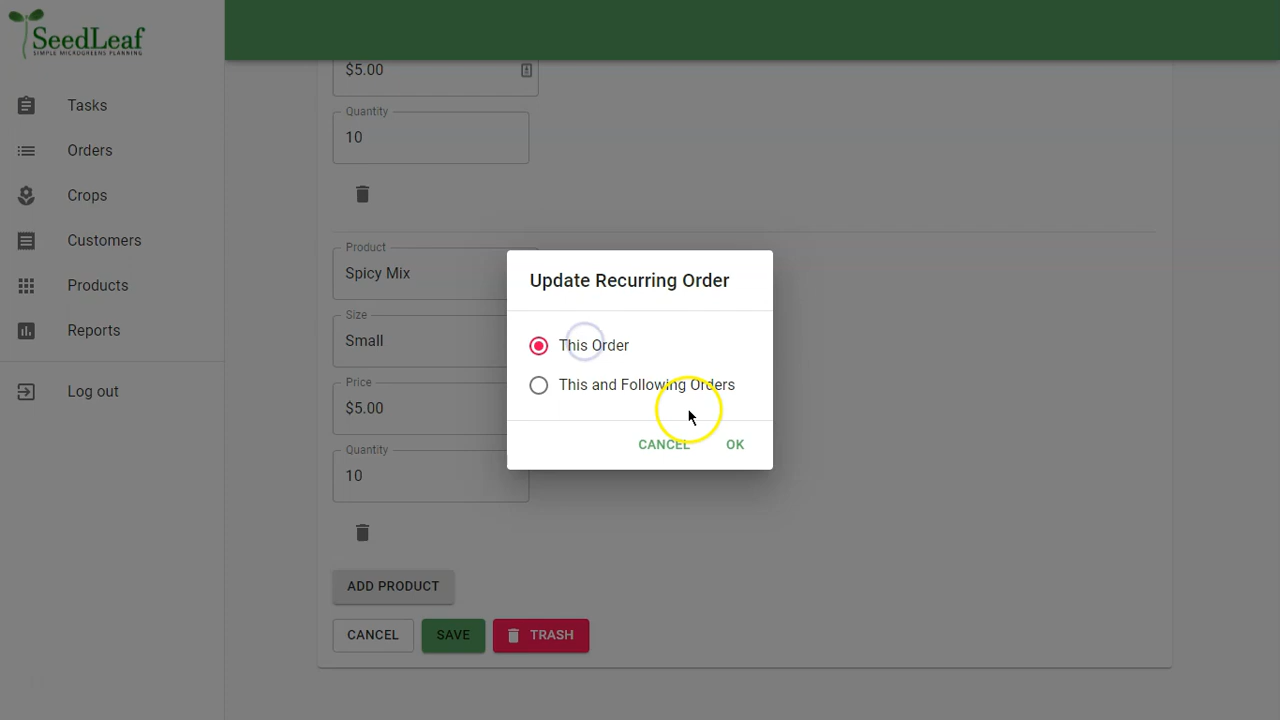 SeedLeaf
SIMPLE MICROGREENS PLANNING
Tasks
Orders
Crops
Customers
Products
Reports
Log out
$5.00
Quantity
10
Product
Spicy Mix
Size
Small
Price
$5.00
Quantity
10
ADD PRODUCT
CANCEL SAVE TRASH
Update Recurring Order
This Order
This and Following Orders
CANCEL OK